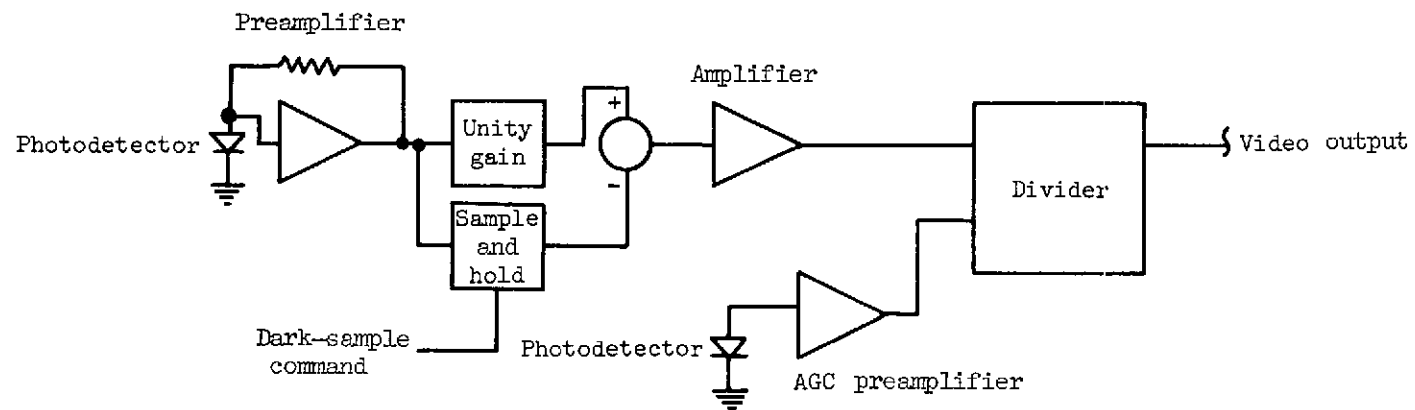 Preamplifier
Photodetector
Unity
gain
+
-
Sample
and
hold
Dark-sample
command
Amplifier
Divider
Video output
Photodetector
AGC preamplifier